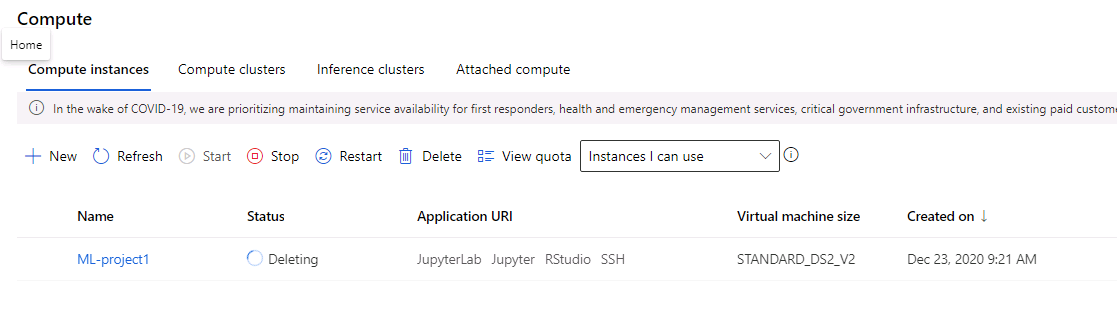 Compute
Home
Compute instances Compute clusters Inference clusters Attached compute
In the wake of COVID-19, we are prioritizing maintaining service availability for first responders, health and emergency management services, critical government infrastructure, and existing paid custome
New Refresh Start Stop Restart Delete View quota Instances I can use
Name Status Application URI Virtual machine size Created on ↓
ML-project1 Deleting JupyterLab Jupyter RStudio SSH STANDARD_DS2_V2 Dec 23, 2020 9:21 AM